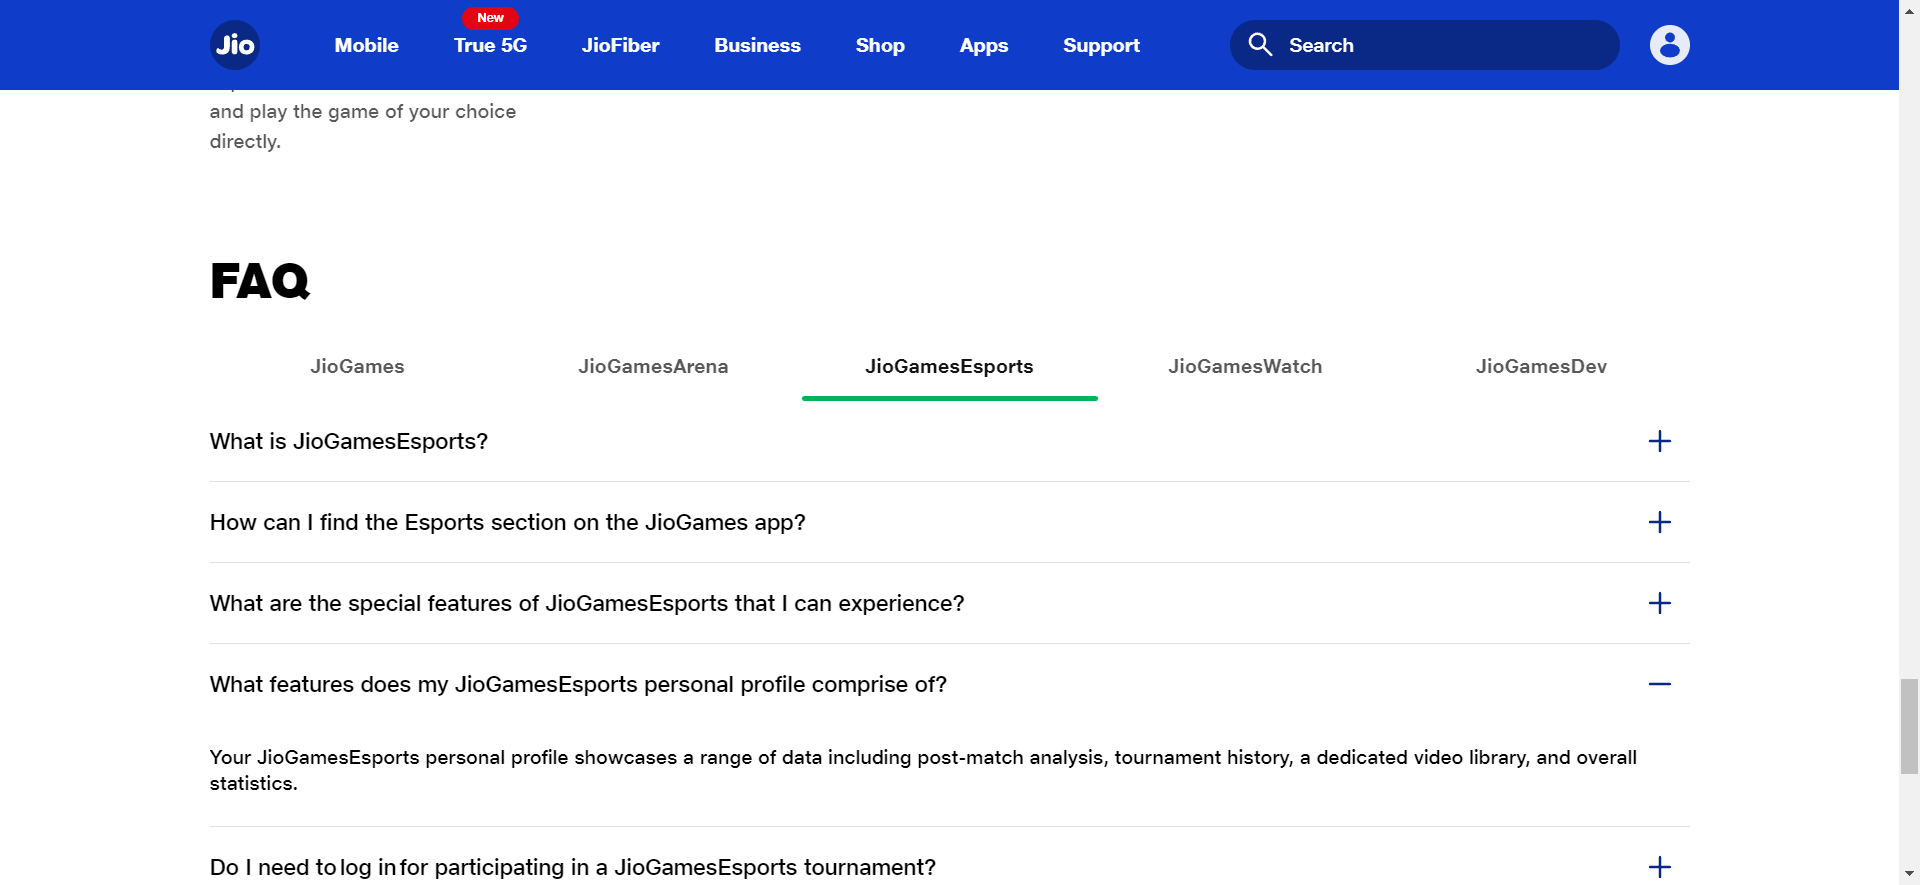 New
Jio
Mobile
True 5G
JioFiber
Business
Shop
Apps
Support
Search
and play the game of your choice
directly.
FAQ
JioGames
JioGamesArena
JioGamesEsports
JioGamesWatch
JioGamesDev
What is JioGamesEsports?
How can I find the Esports section on the JioGames app?
What are the special features of JioGamesEsports that I can experience?
What features does my JioGamesEsports personal profile comprise of?
Your JioGamesEsports personal profile showcases a range of data including post-match analysis, tournament history, a dedicated video library, and overall
statistics.
Do I need to log in for participating in a JioGamesEsports tournament?